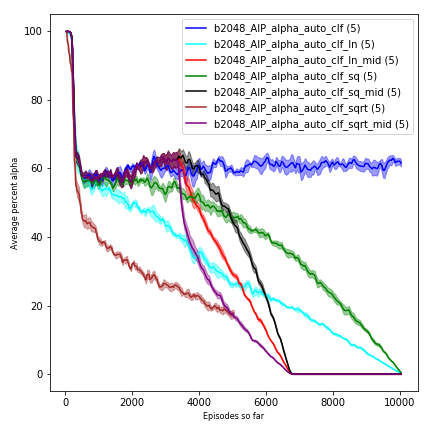 b2048_AIP_alpha_auto_clf (5)
b2048_AIP_alpha_auto_clf_ln (5)
b2048_AIP_alpha_auto_clf_ln_mid (5)
b2048_AIP_alpha_auto_clf_sq (5)
b2048_AIP_alpha_auto_clf_sq_mid (5)
b2048_AIP_alpha_auto_clf_sqrt (5)
b2048_AIP_alpha_auto_clf_sqrt_mid (5)
Average percent alpha
100
80
60
40
20
0
0 2000 4000 6000 8000 10000
Episodes so far